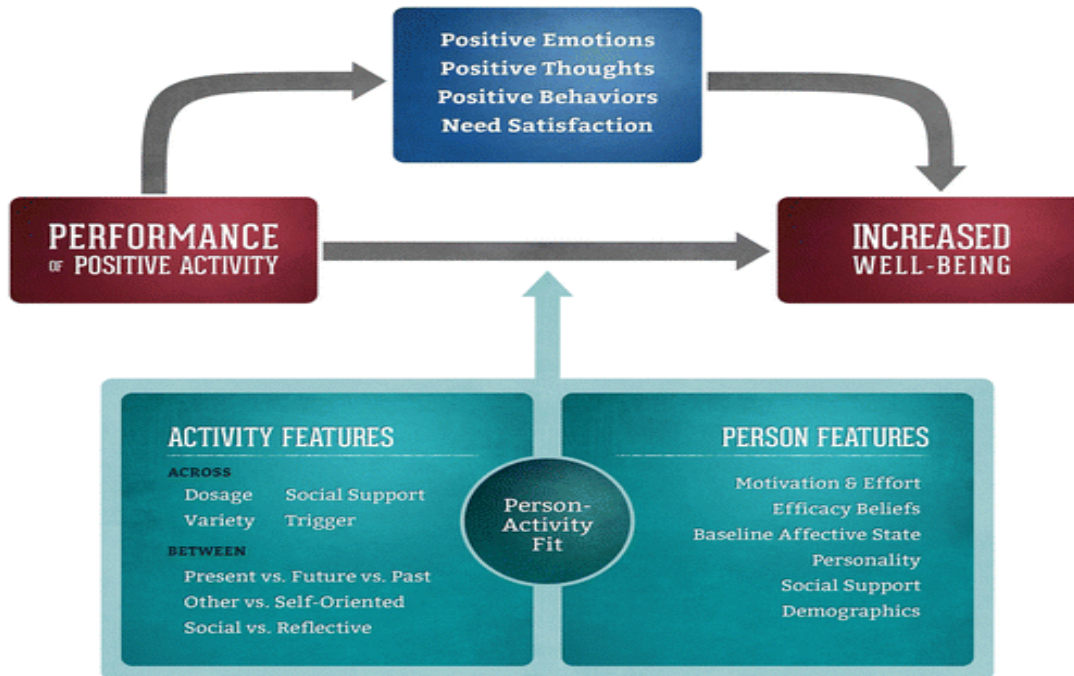 Positive Emotions
Positive Thoughts
Positive Behaviors
Need Satisfaction
PERFORMANCE
OF POSITIVE ACTIVITY
INCREASED
WELL-BEING
ACTIVITY FEATURES
ACROSS
Dosage Social Support
Variety Trigger
BETWEEN
Present vs. Future vs. Past
Other vs. Self-Oriented
Social vs. Reflective
Person-
Activity
Fit
PERSON FEATURES
Motivation & Effort
Efficacy Beliefs
Baseline Affective State
Personality
Social Support
Demographics